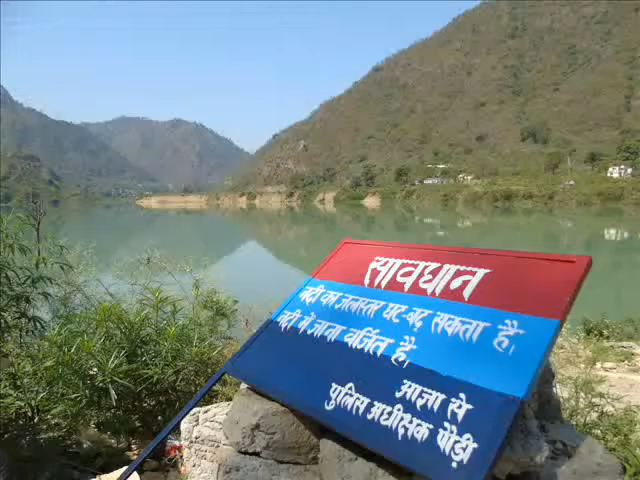 सावधान
नदी का जलस्तर घट-बढ़ सकता है।
नदी में जाना वर्जित है।
आज्ञा से
पुलिस अधीक्षक पौड़ी